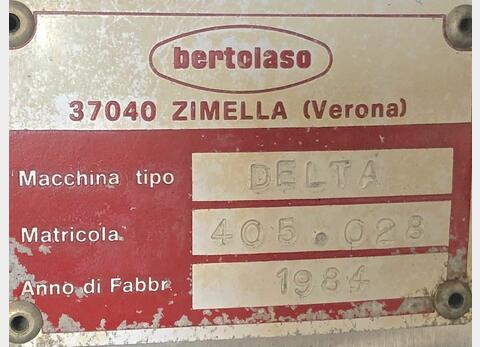 bertolaso
37040 ZIMELLA (Verona)
Macchina tipo DELTA
Matricola 405.028
Anno di Fabbr. 1984